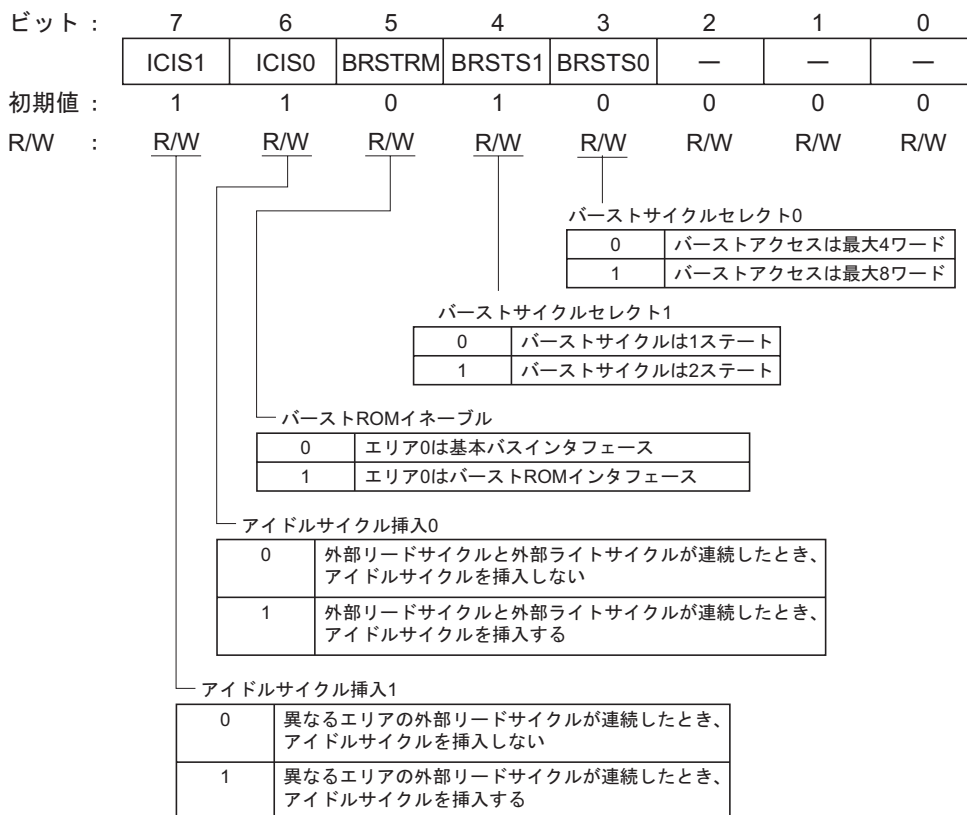 ビット： 7 6 5 4 3 2 1 0
ICIS1 ICIS0 BRSTRM BRSTS1 BRSTS0 — — —
初期値： 1 1 0 1 0 0 0 0
R/W ： R/W R/W R/W R/W R/W R/W R/W R/W
バーストサイクルセレクト0
0 バーストアクセスは最大4ワード
1 バーストアクセスは最大8ワード
バーストサイクルセレクト1
0 バーストサイクルは1ステート
1 バーストサイクルは2ステート
バーストROMイネーブル
0 エリア0は基本バスインタフェース
1 エリア0はバーストROMインタフェース
アイドルサイクル挿入0
0 外部リードサイクルと外部ライトサイクルが連続したとき、
アイドルサイクルを挿入しない
1 外部リードサイクルと外部ライトサイクルが連続したとき、
アイドルサイクルを挿入する
アイドルサイクル挿入1
0 異なるエリアの外部リードサイクルが連続したとき、
アイドルサイクルを挿入しない
1 異なるエリアの外部リードサイクルが連続したとき、
アイドルサイクルを挿入する